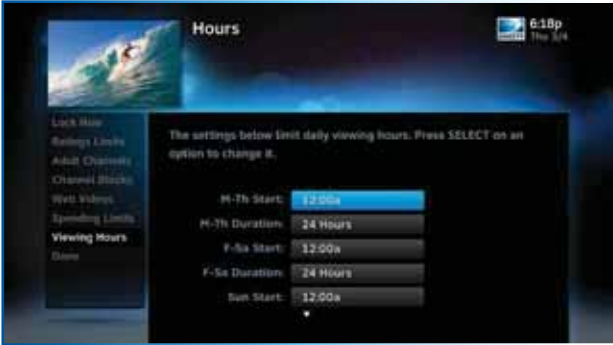 Hours
6:18p
Thu 3/4
Lock Now
Ratings Limits
Adult Channels
Channel Blocks
Web Videos
Spending Limits
Viewing Hours
Done
The settings below limit daily viewing hours. Press SELECT on an
option to change it.
M-Th Start: 12:00a
M-Th Duration: 24 Hours
F-Sa Start: 12:00a
F-Sa Duration: 24 Hours
Sun Start: 12:00a